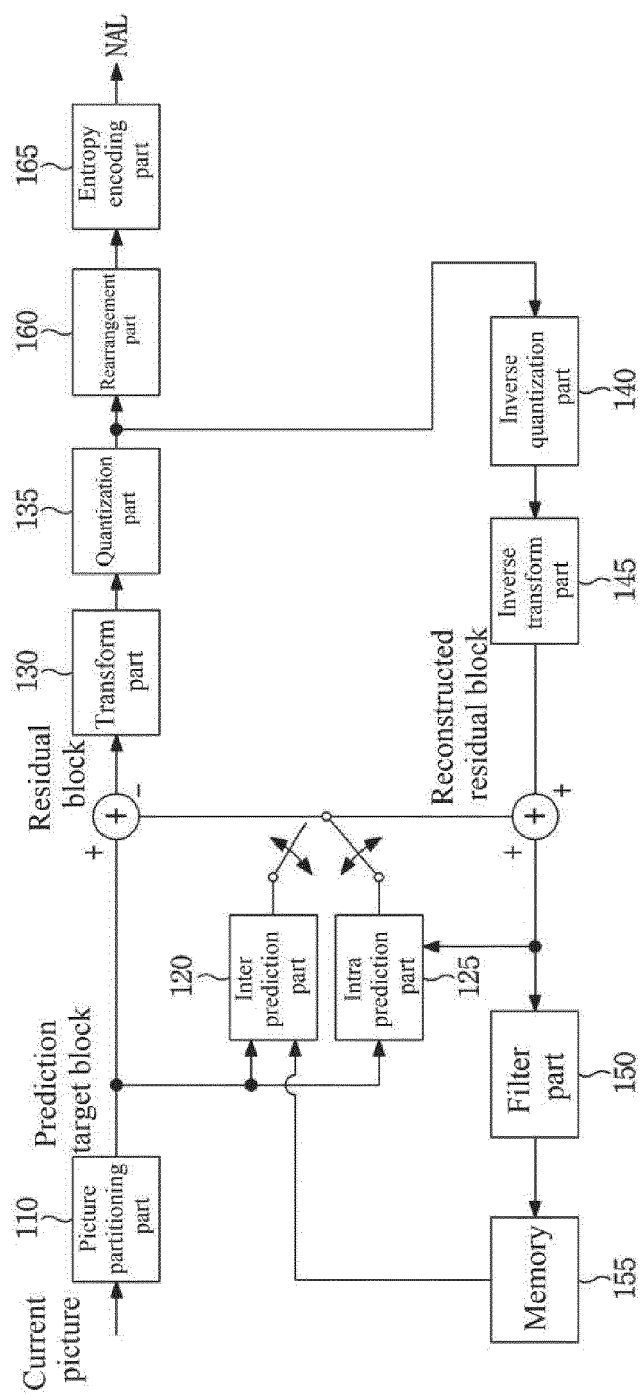 Current
picture
110
Picture
partitioning
part
Prediction
target block
+
+
-
Residual
block
130
Transform
part
135
Quantization
part
160
Rearrangement
part
165
Entropy
encoding
part
NAL
120
Inter
prediction
part
Intra
prediction
part
125
Memory
155
Filter
part
150
+
+
+
Reconstructed
residual block
Inverse
transform
part
145
Inverse
quantization
part
140